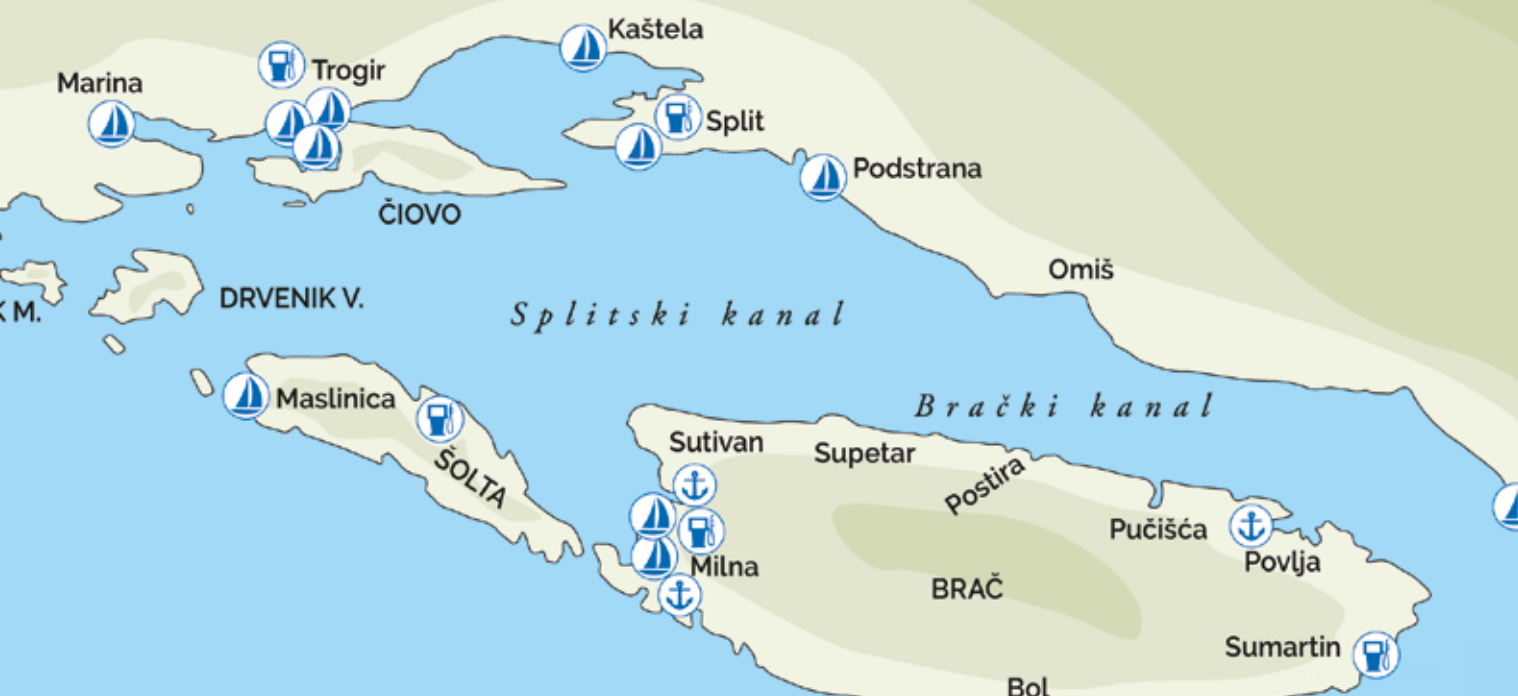 Kaštela
Trogir
Marina
Split
Podstrana
ČIOVO
Omiš
DRVENIK V.
K M.
Splitski kanal
Maslinica
Brački kanal
ŠOLTA
Sutivan
Supetar
Postira
Pučišća
Povlja
Milna
BRAČ
Sumartin
Bol